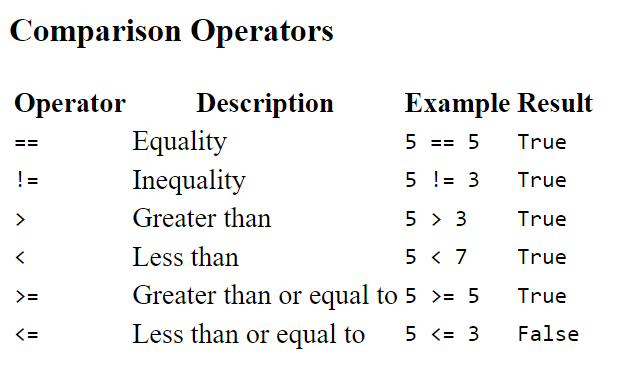 Comparison Operators
Operator Description Example Result
== Equality 5 == 5 True
!= Inequality 5 != 3 True
> Greater than 5 > 3 True
< Less than 5 < 7 True
>= Greater than or equal to 5 >= 5 True
<= Less than or equal to 5 <= 3 False